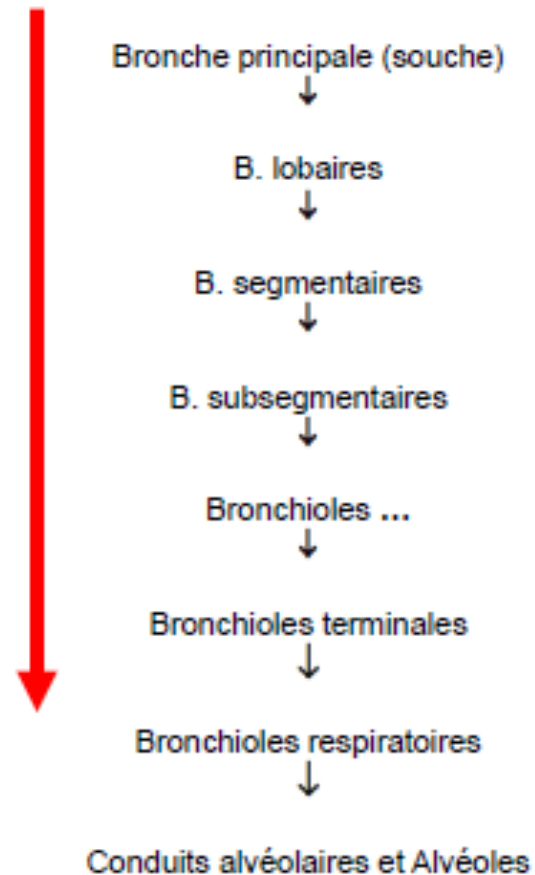 Bronche principale (souche)
↓
B. lobaires
↓
B. segmentaires
↓
B. subsegmentaires
↓
Bronchioles ...
↓
Bronchioles terminales
↓
Bronchioles respiratoires
↓
Conduits alvéolaires et Alvéoles